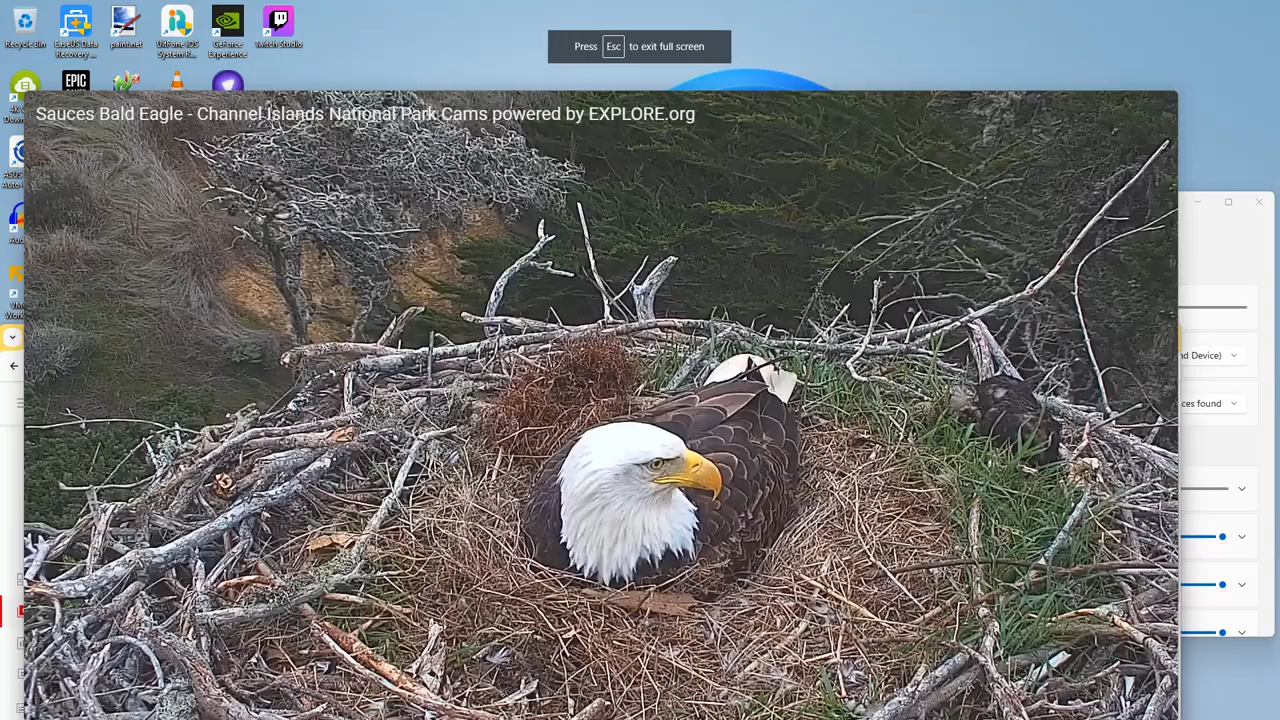 Recycle Bin
EaseUS Data Recovery ...
paint.net
UltFone iOS System R...
GeForce Experience
Twitch Studio
Press Esc to exit full screen
EPIC
Sauces Bald Eagle - Channel Islands National Park Cams powered by EXPLORE.org
nd Device)
ces found